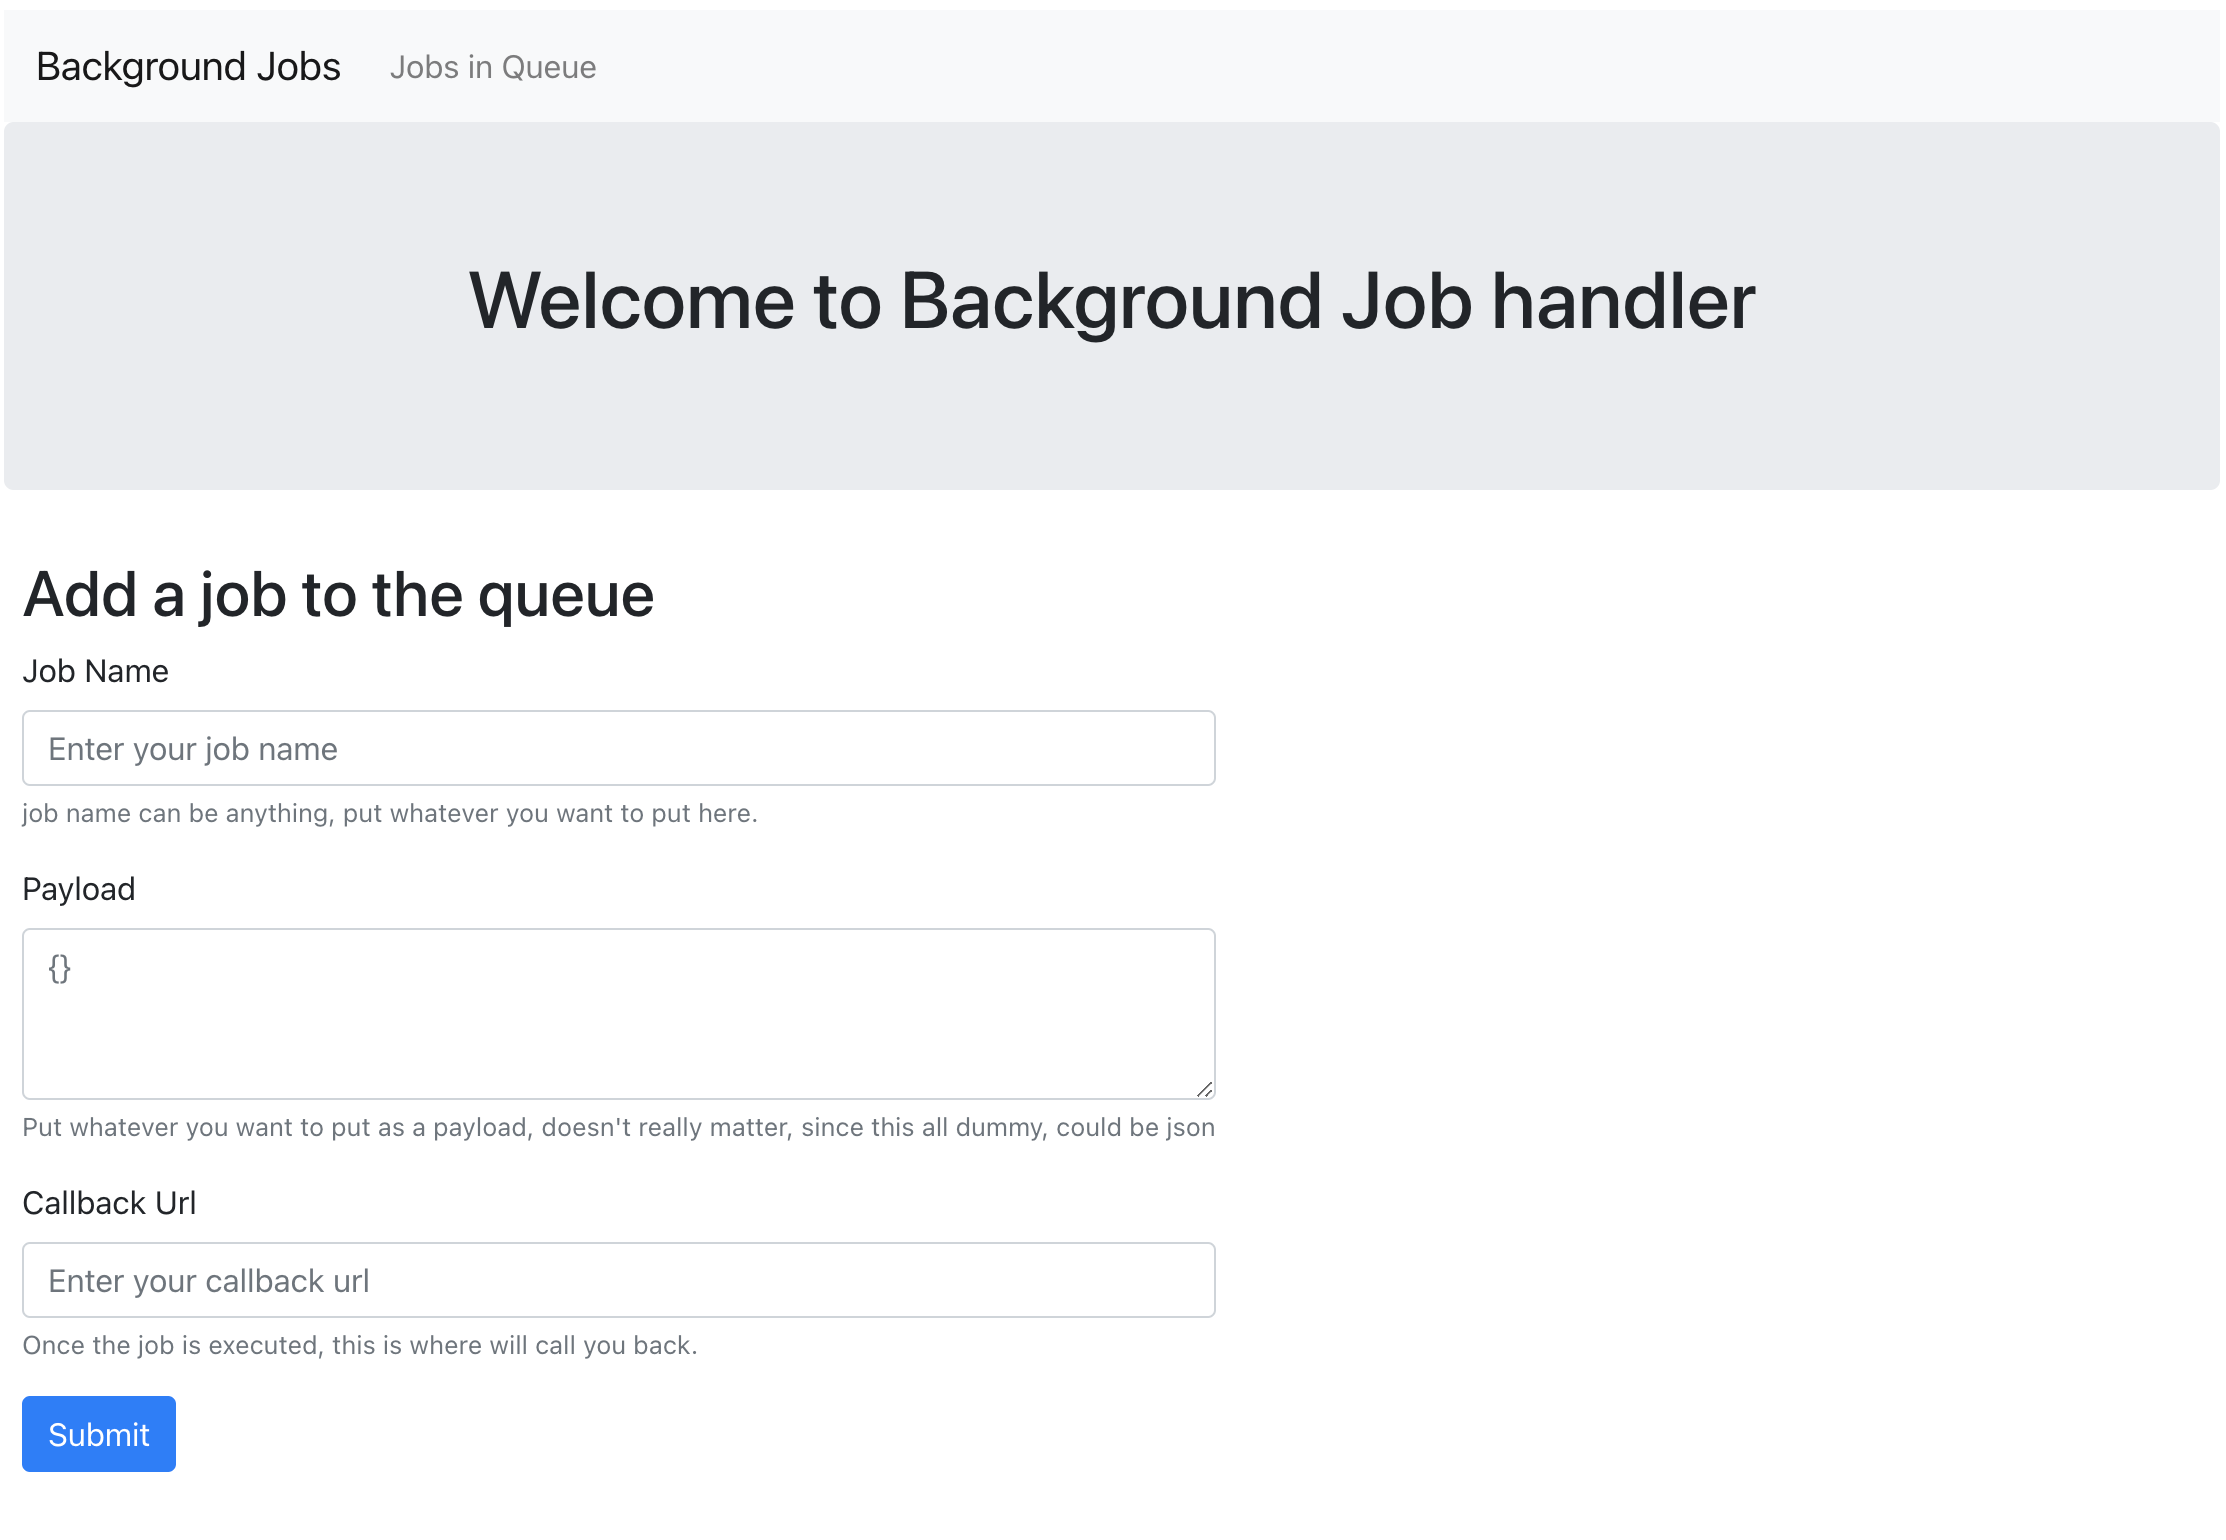 Background Jobs
Jobs in Queue
Welcome to Background Job handler
Add a job to the queue
Job Name
Enter your job name
job name can be anything, put whatever you want to put here.
Payload
{}
Put whatever you want to put as a payload, doesn't really matter, since this all dummy, could be json
Callback Url
Enter your callback url
Once the job is executed, this is where will call you back.
Submit